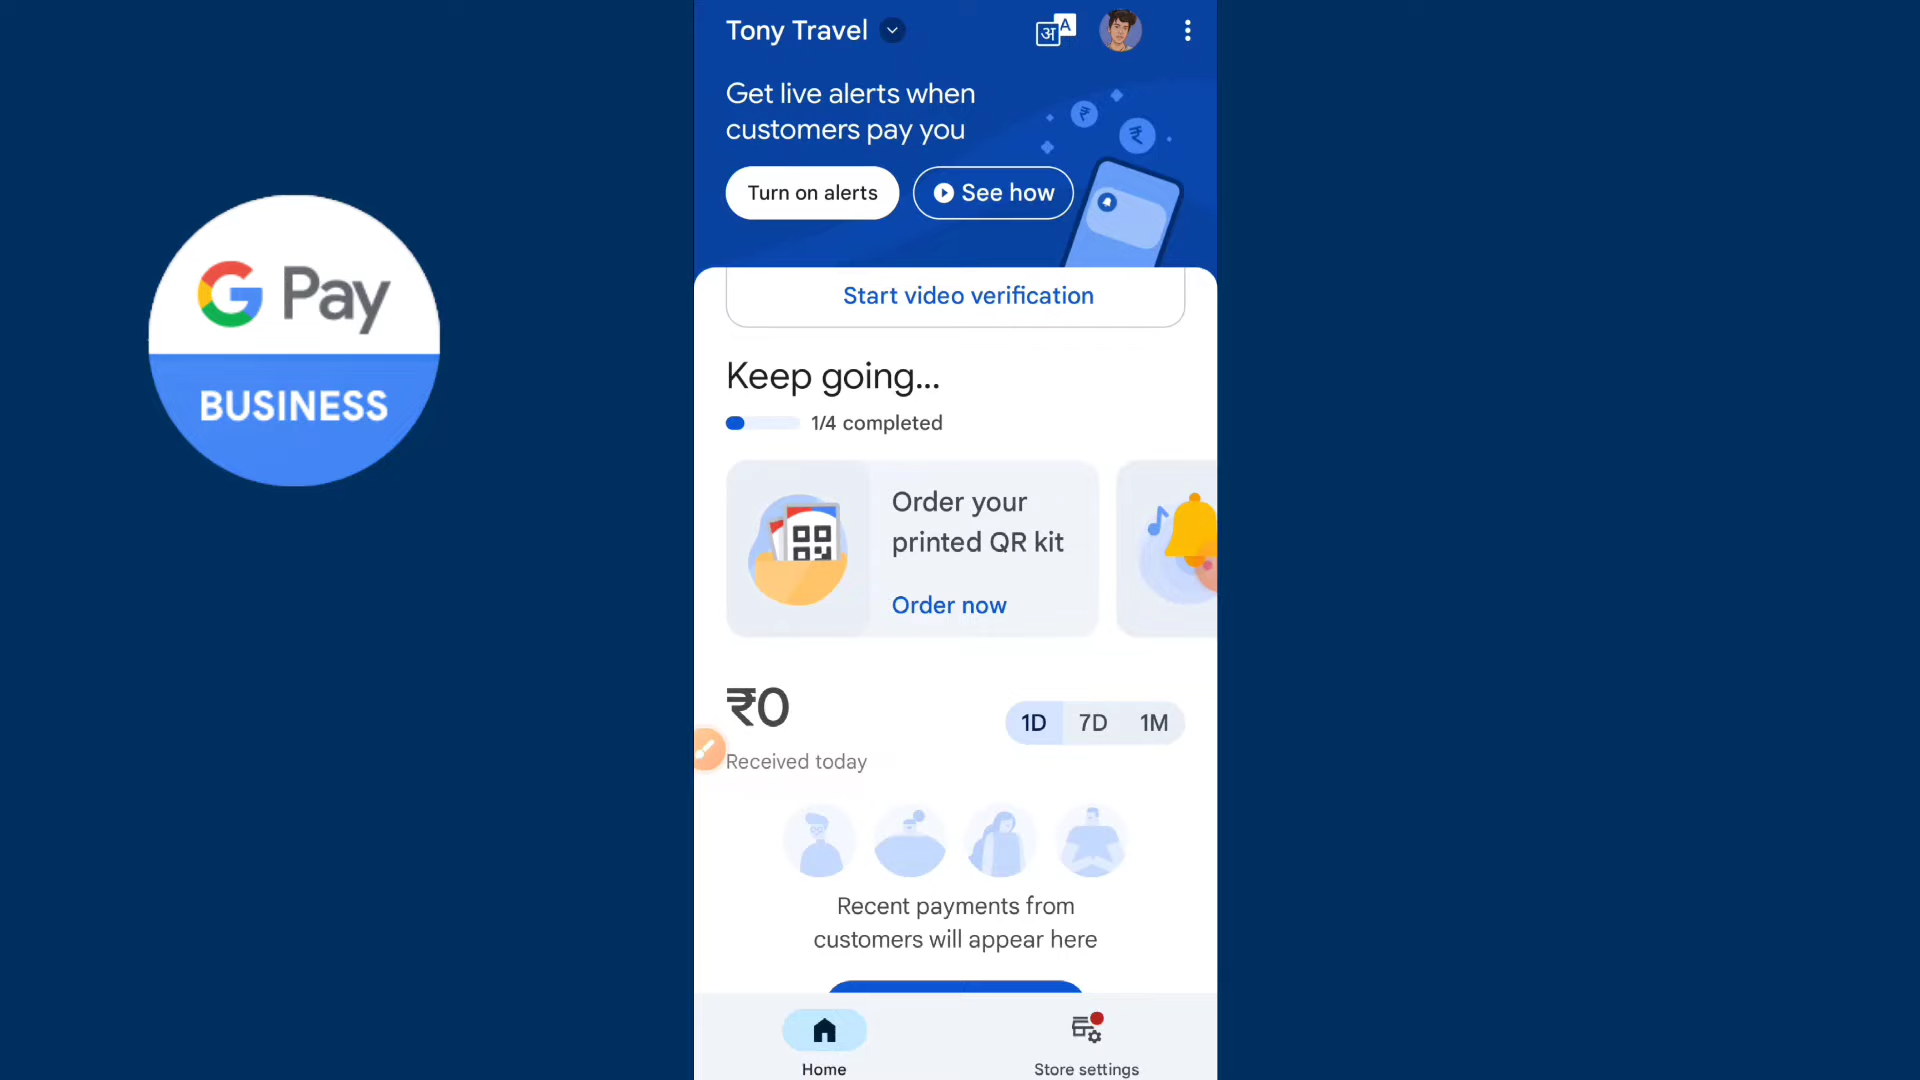 Tony Travel
अ A
Get live alerts when
customers pay you
Turn on alerts
See how
G Pay
BUSINESS
Start video verification
Keep going...
1/4 completed
Order your
printed QR kit
Order now
₹0
1D 7D 1M
Received today
Recent payments from
customers will appear here
Home
Store settings